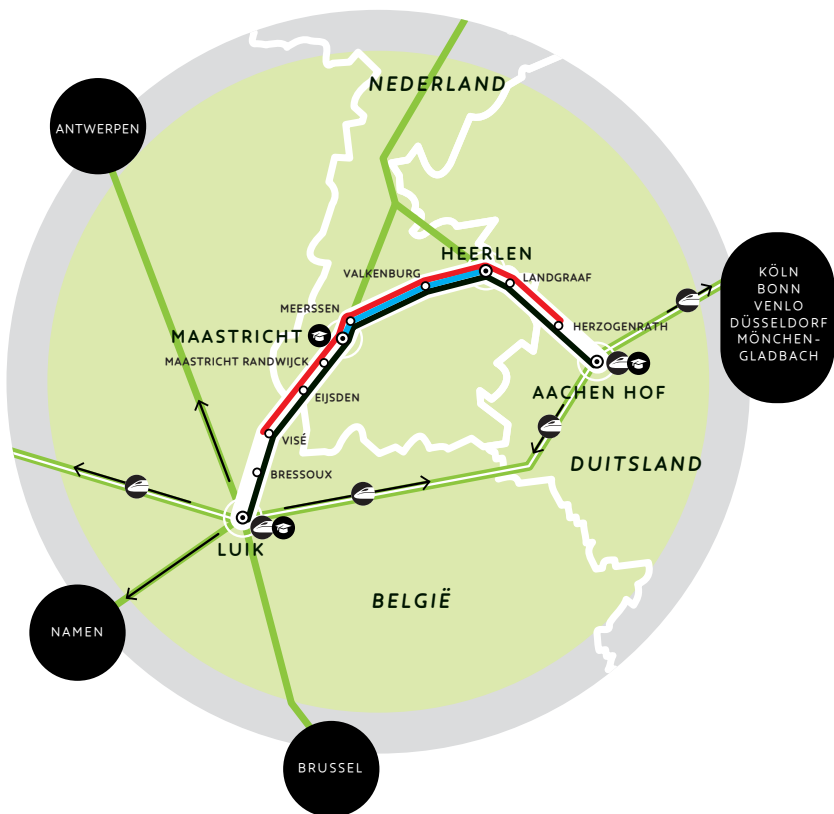 NEDERLAND
ANTWERPEN
HEERLEN
VALKENBURG
LANDGRAAF
KÖLN
BONN
VENLO
DÜSSELDORF
MÖNCHEN-
GLADBACH
MEERSSEN
HERZOGENRATH
MAASTRICHT
MAASTRICHT RANDWIJCK
AACHEN HOF
EIJSDEN
VISÉ
DUITSLAND
BRESSOUX
LUIK
BELGIË
NAMEN
BRUSSEL